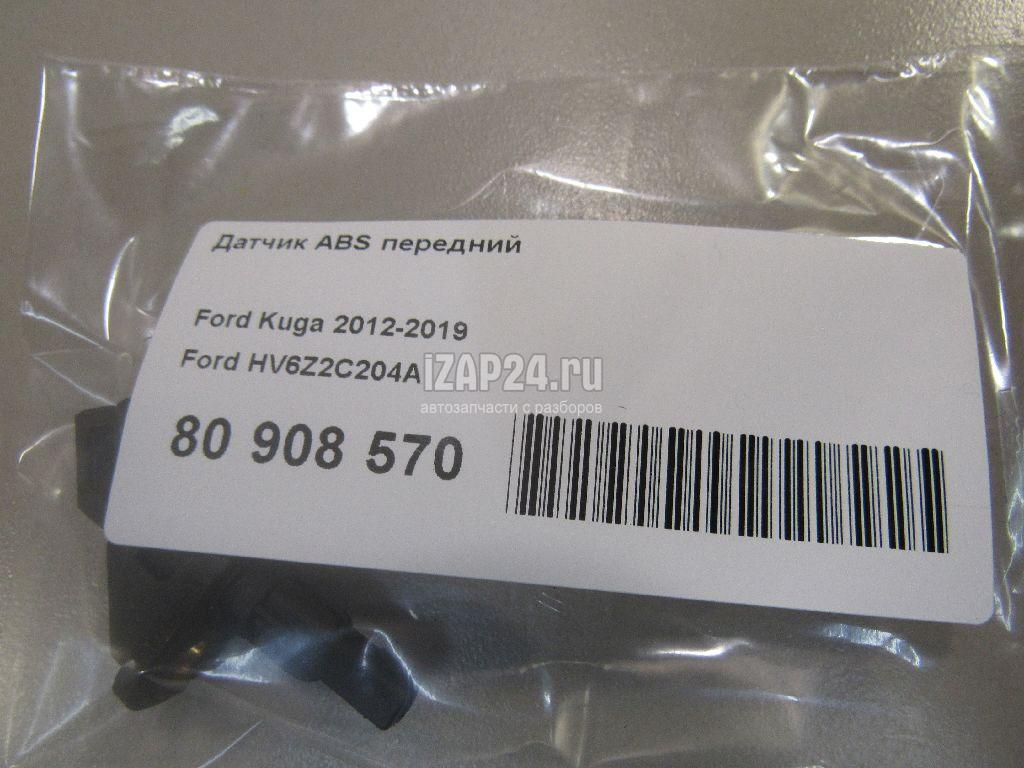 Датчик ABS передний
Ford Kuga 2012-2019
Ford HV6Z2C204A
iZAP24.ru
автозапчасти с разборов
80 908 570